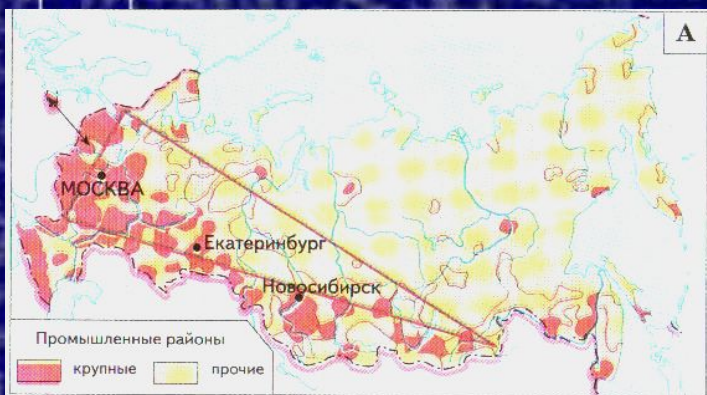 А
МОСКВА
Екатеринбург
Новосибирск
Промышленные районы
крупные
прочие